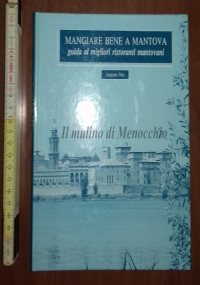 MANGIARE BENE A MANTOVA
guida ai migliori ristoranti mantovani
Il mulino di Menocchio